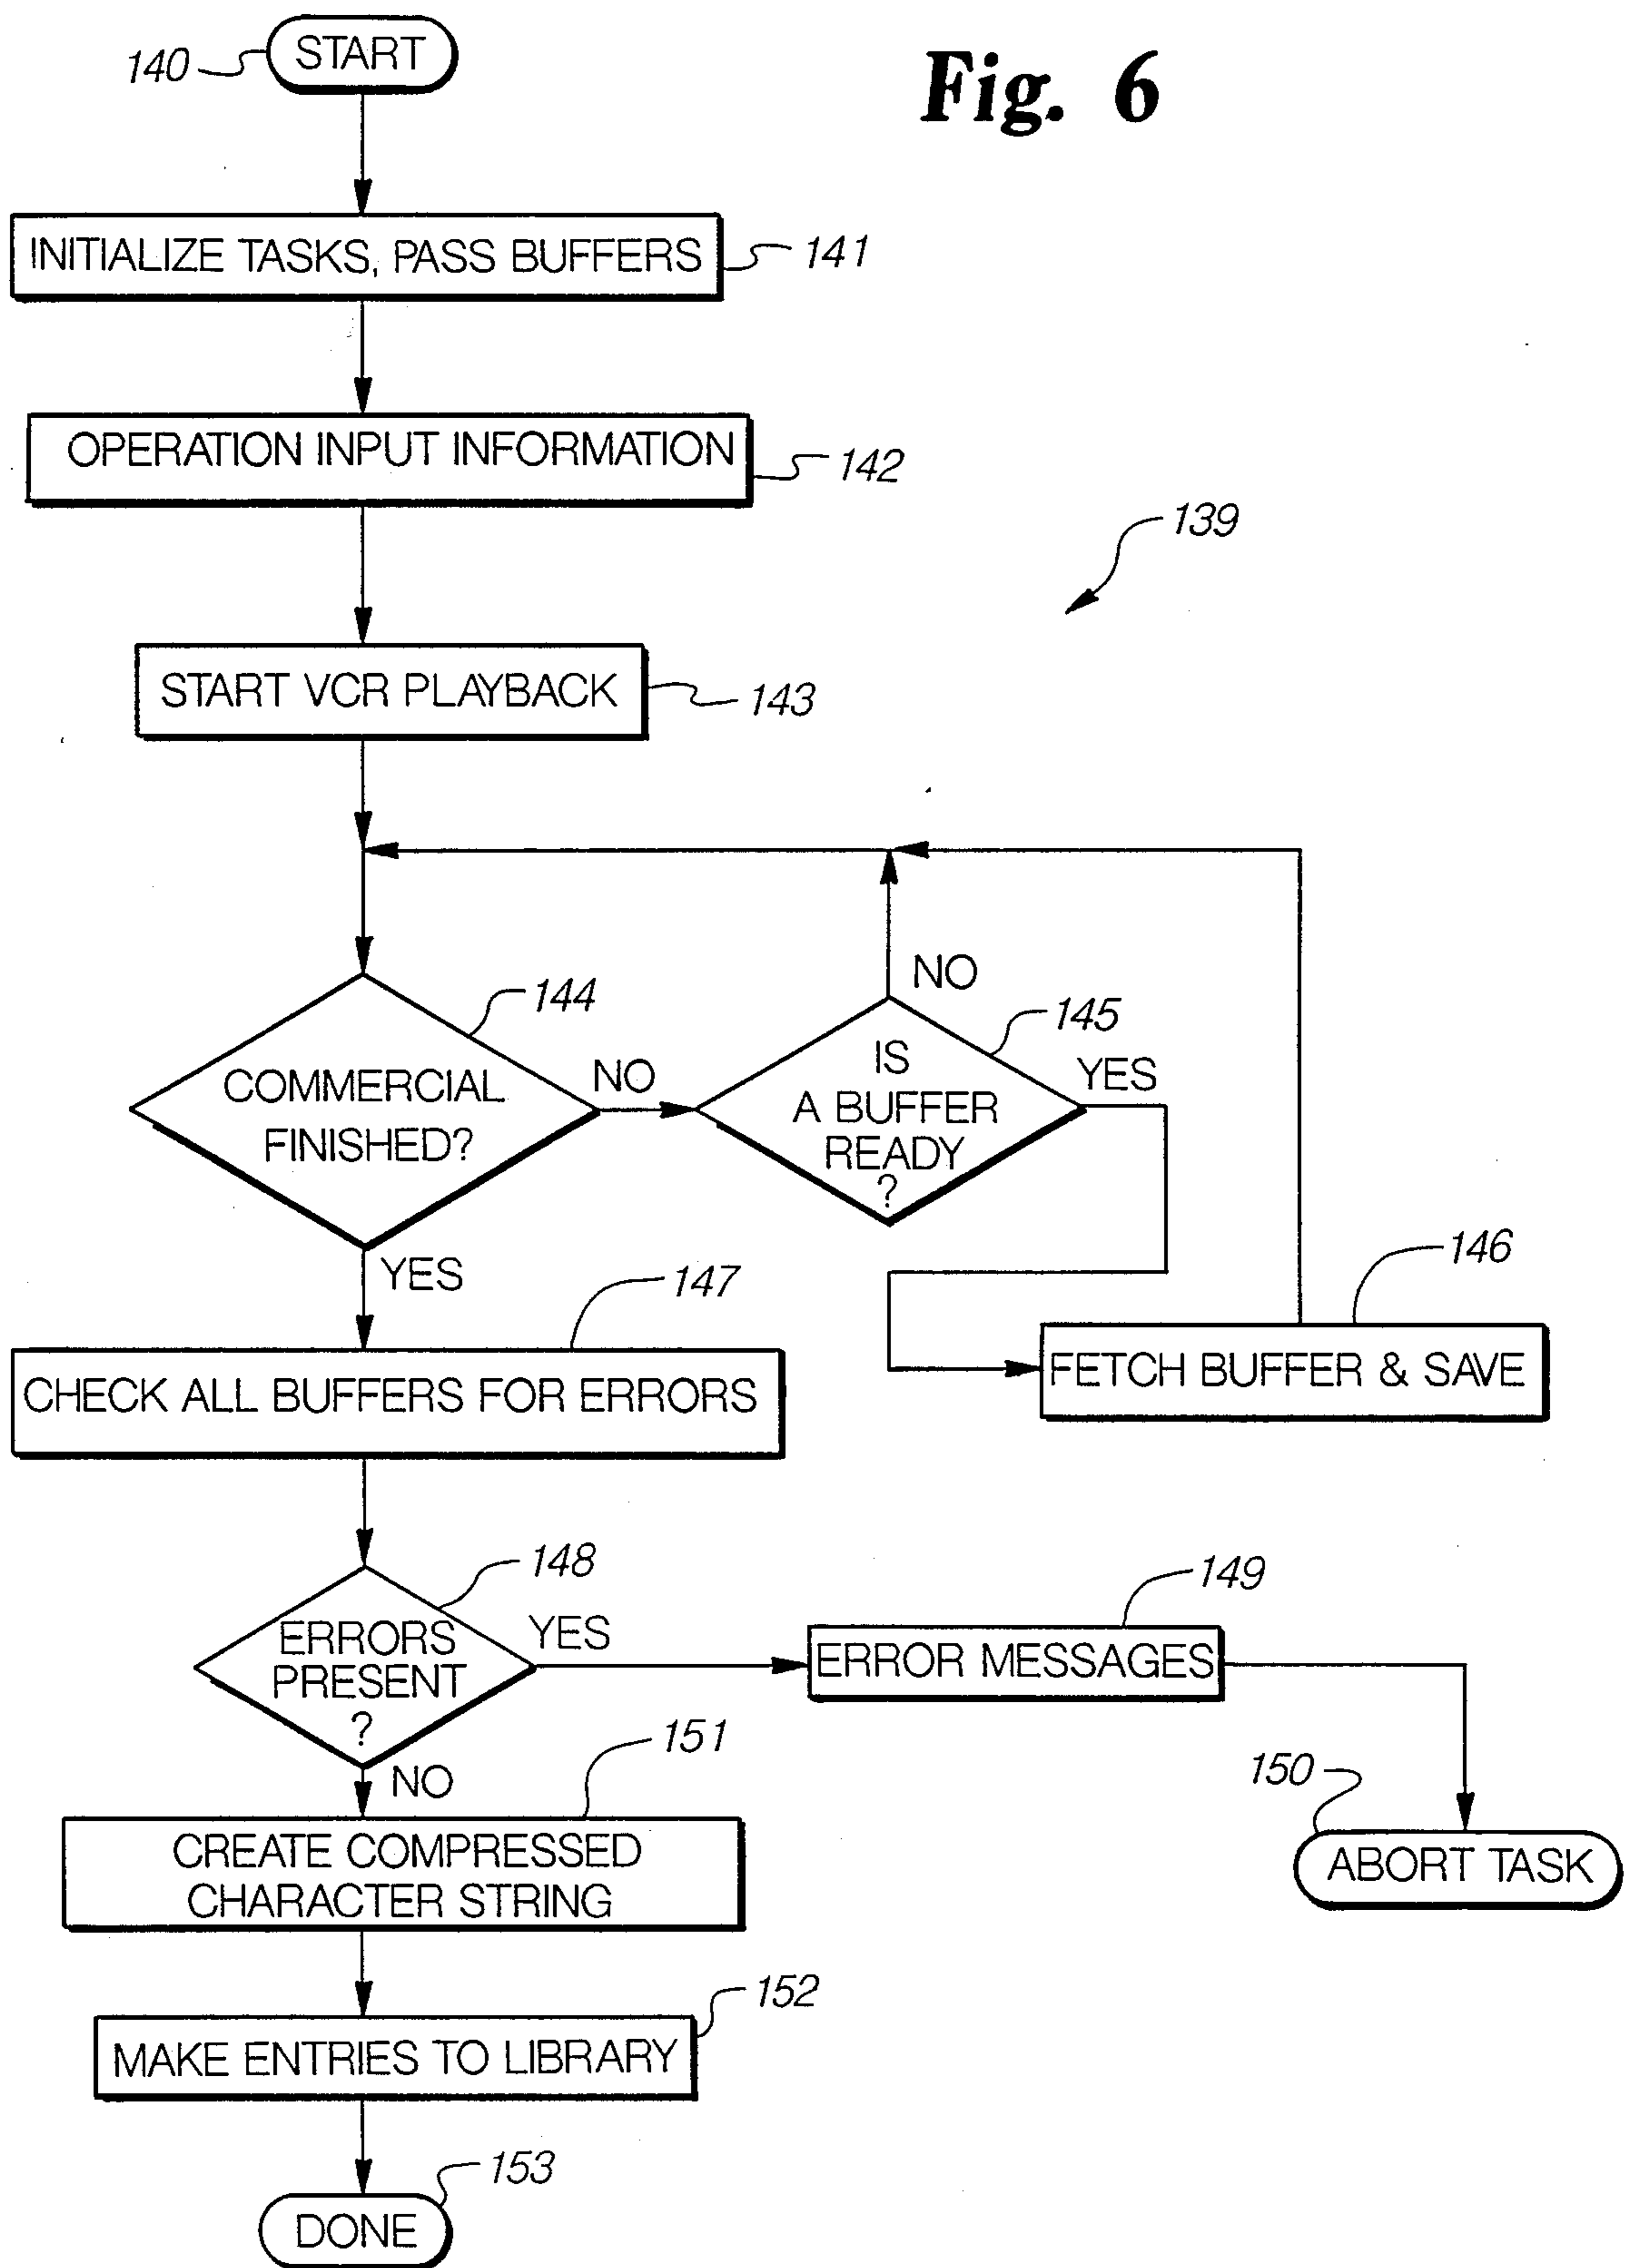 Fig. 6
140
START
INITIALIZE TASKS, PASS BUFFERS
141
OPERATION INPUT INFORMATION
142
139
START VCR PLAYBACK
143
144
COMMERCIAL
FINISHED?
NO
YES
145
IS
A BUFFER
READY
?
NO
YES
146
FETCH BUFFER & SAVE
147
CHECK ALL BUFFERS FOR ERRORS
148
ERRORS
PRESENT
?
YES
NO
149
ERROR MESSAGES
150
ABORT TASK
151
CREATE COMPRESSED
CHARACTER STRING
152
MAKE ENTRIES TO LIBRARY
153
DONE